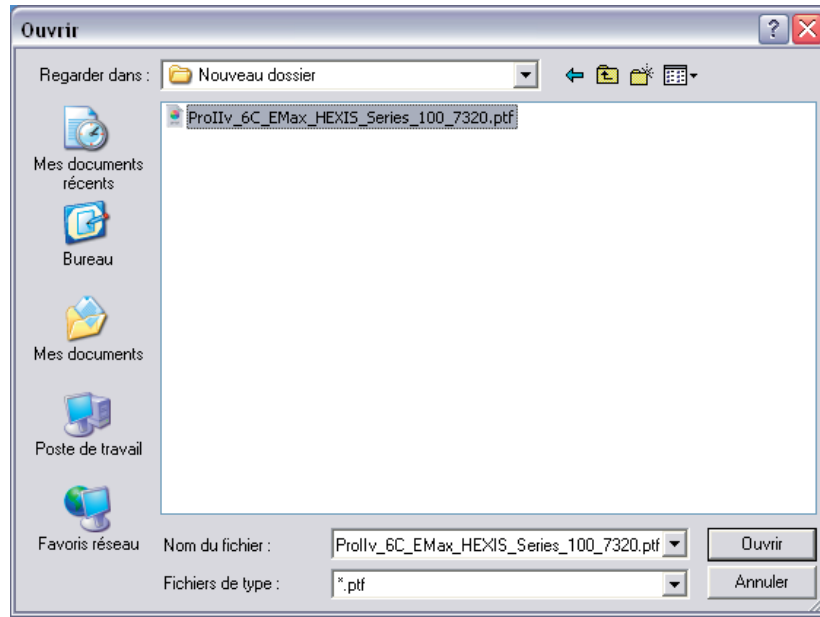 Ouvrir
?
Regarder dans :
Nouveau dossier
ProIIv_6C_EMax_HEXIS_Series_100_7320.ptf
Mes documents
récents
Bureau
Mes documents
Poste de travail
Favoris réseau
Nom du fichier :
ProIIv_6C_EMax_HEXIS_Series_100_7320.ptf
Ouvrir
Fichiers de type :
*.ptf
Annuler